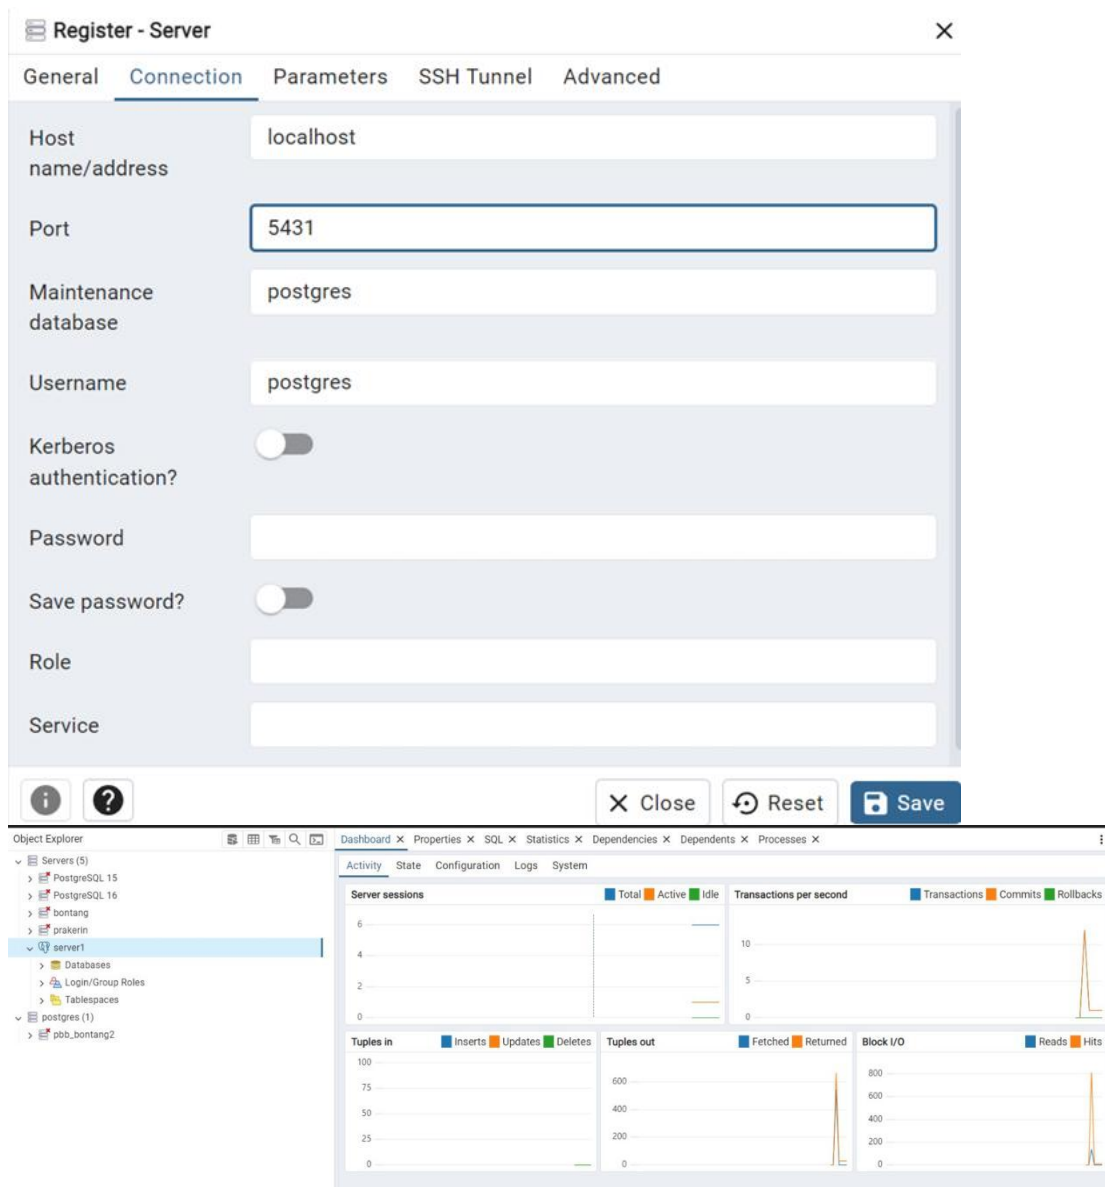 Register - Server
General Connection Parameters SSH Tunnel Advanced
Host
name/address
localhost
Port
5431
Maintenance
database
postgres
Username
postgres
Kerberos
authentication?
Password
Save password?
Role
Service
Close Reset Save
Object Explorer
Servers (5)
PostgreSQL 15
PostgreSQL 16
bontang
prakerin
server1
Databases
Login/Group Roles
Tablespaces
postgres (1)
pbb_bontang2
Dashboard Properties SQL Statistics Dependencies Dependents Processes
Activity State Configuration Logs System
Server sessions Total Active Idle
6
4
2
0
Transactions per second Transactions Commits Rollbacks
10
5
0
Tuples in Inserts Updates Deletes
100
75
50
25
0
Tuples out Fetched Returned
600
400
200
0
Block I/O Reads Hits
800
600
400
200
0